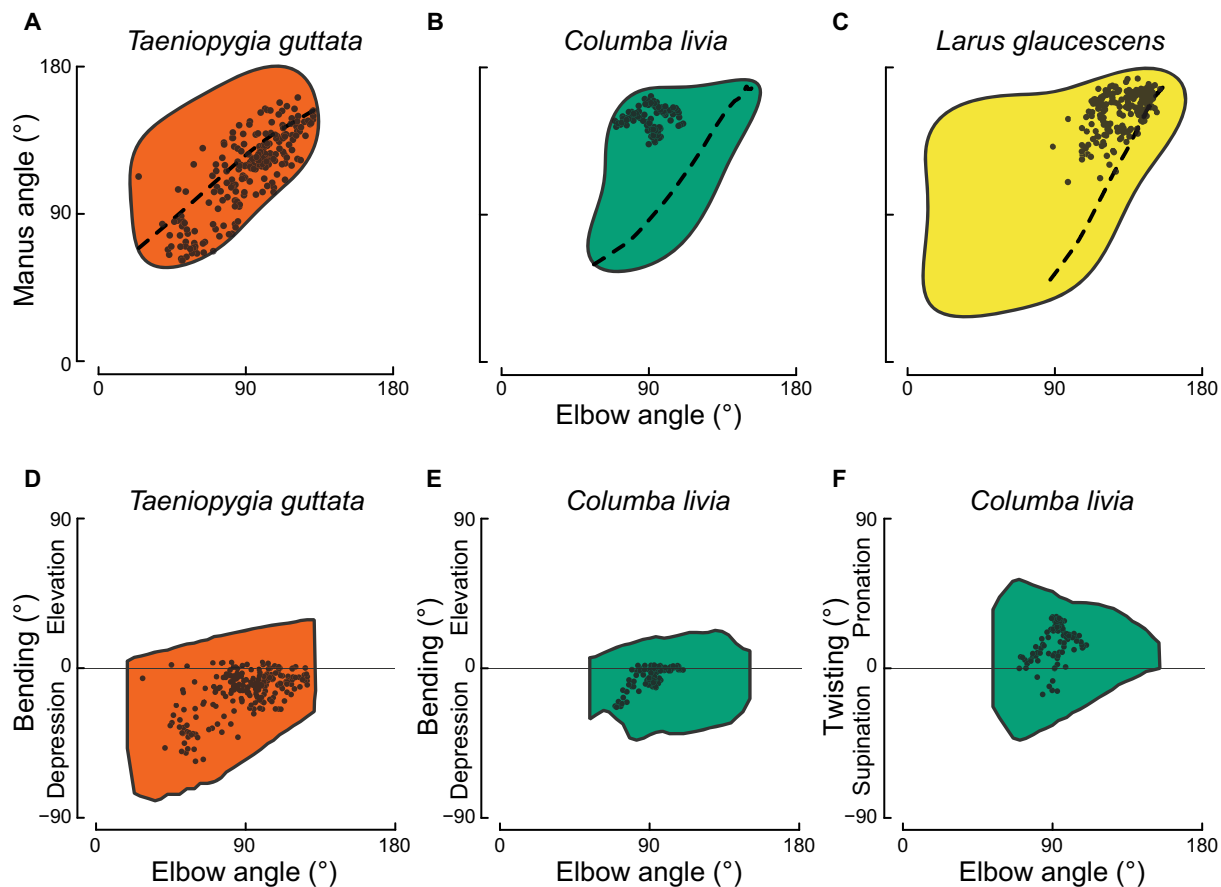 A
Taeniopygia guttata
B
Columba livia
C
Larus glaucescens
180
90
0
Manus angle (°)
0
90
180
0
90
180
Elbow angle (°)
0
90
180
D
Taeniopygia guttata
E
Columba livia
F
Columba livia
90
0
−90
Bending (°)
Depression
Elevation
0
90
180
Elbow angle (°)
90
0
−90
Bending (°)
Depression
Elevation
0
90
180
Elbow angle (°)
90
0
−90
Twisting (°)
Supination
Pronation
0
90
180
Elbow angle (°)